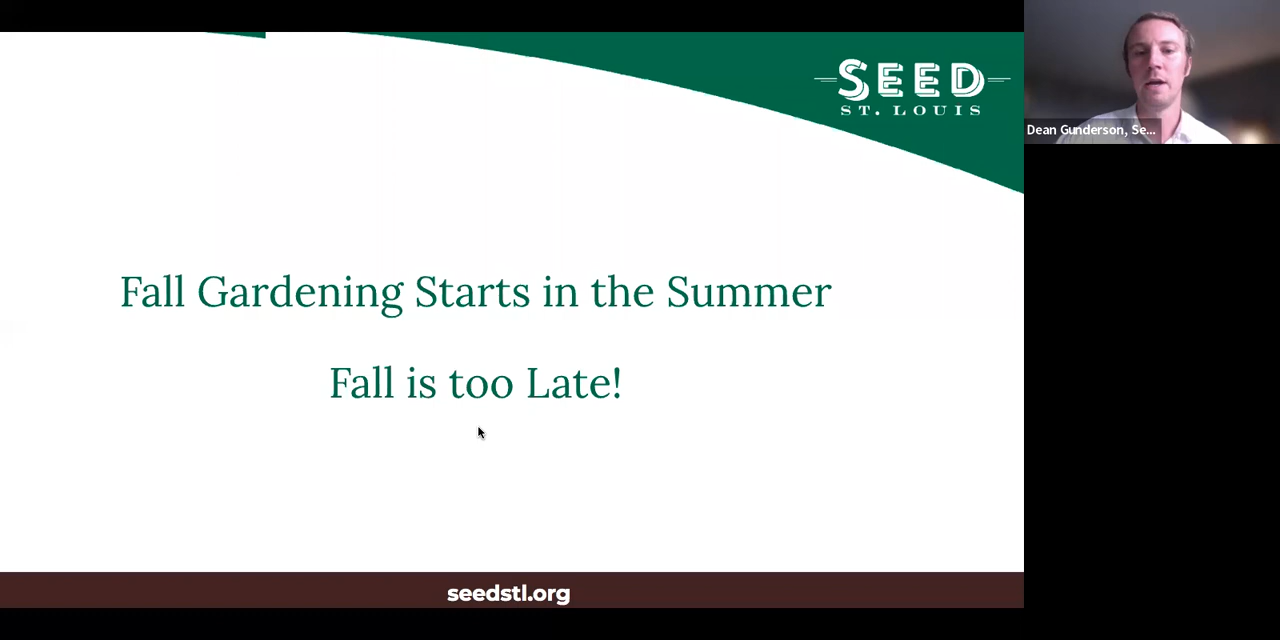 SEED
ST. LOUIS
Dean Gunderson, Se...
Fall Gardening Starts in the Summer
Fall is too Late!
seedstl.org